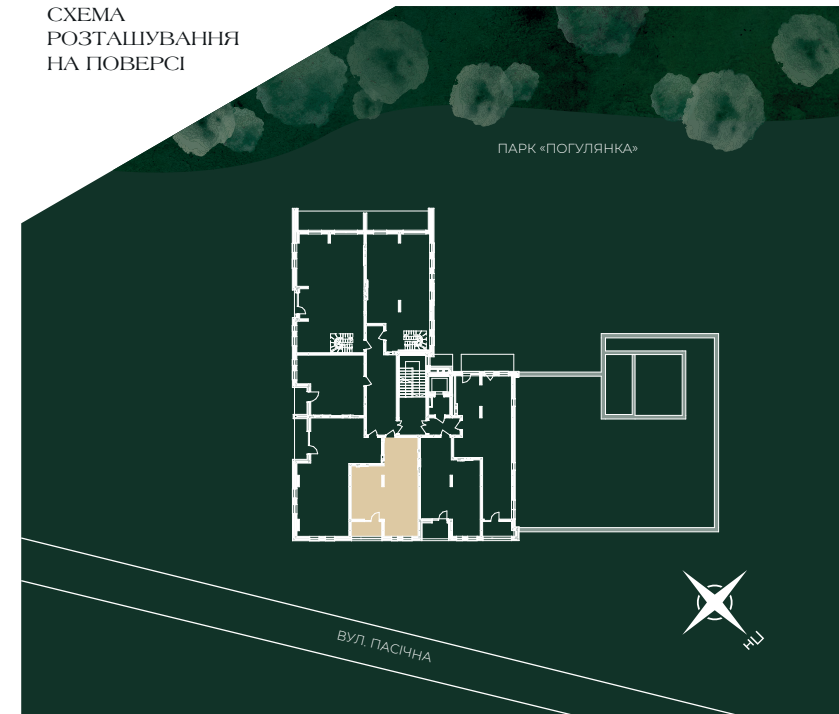 СХЕМА
РОЗТАШУВАННЯ
НА ПОВЕРСІ
ПАРК «ПОГУЛЯНКА»
ВУЛ. ПАСІЧНА
ПН